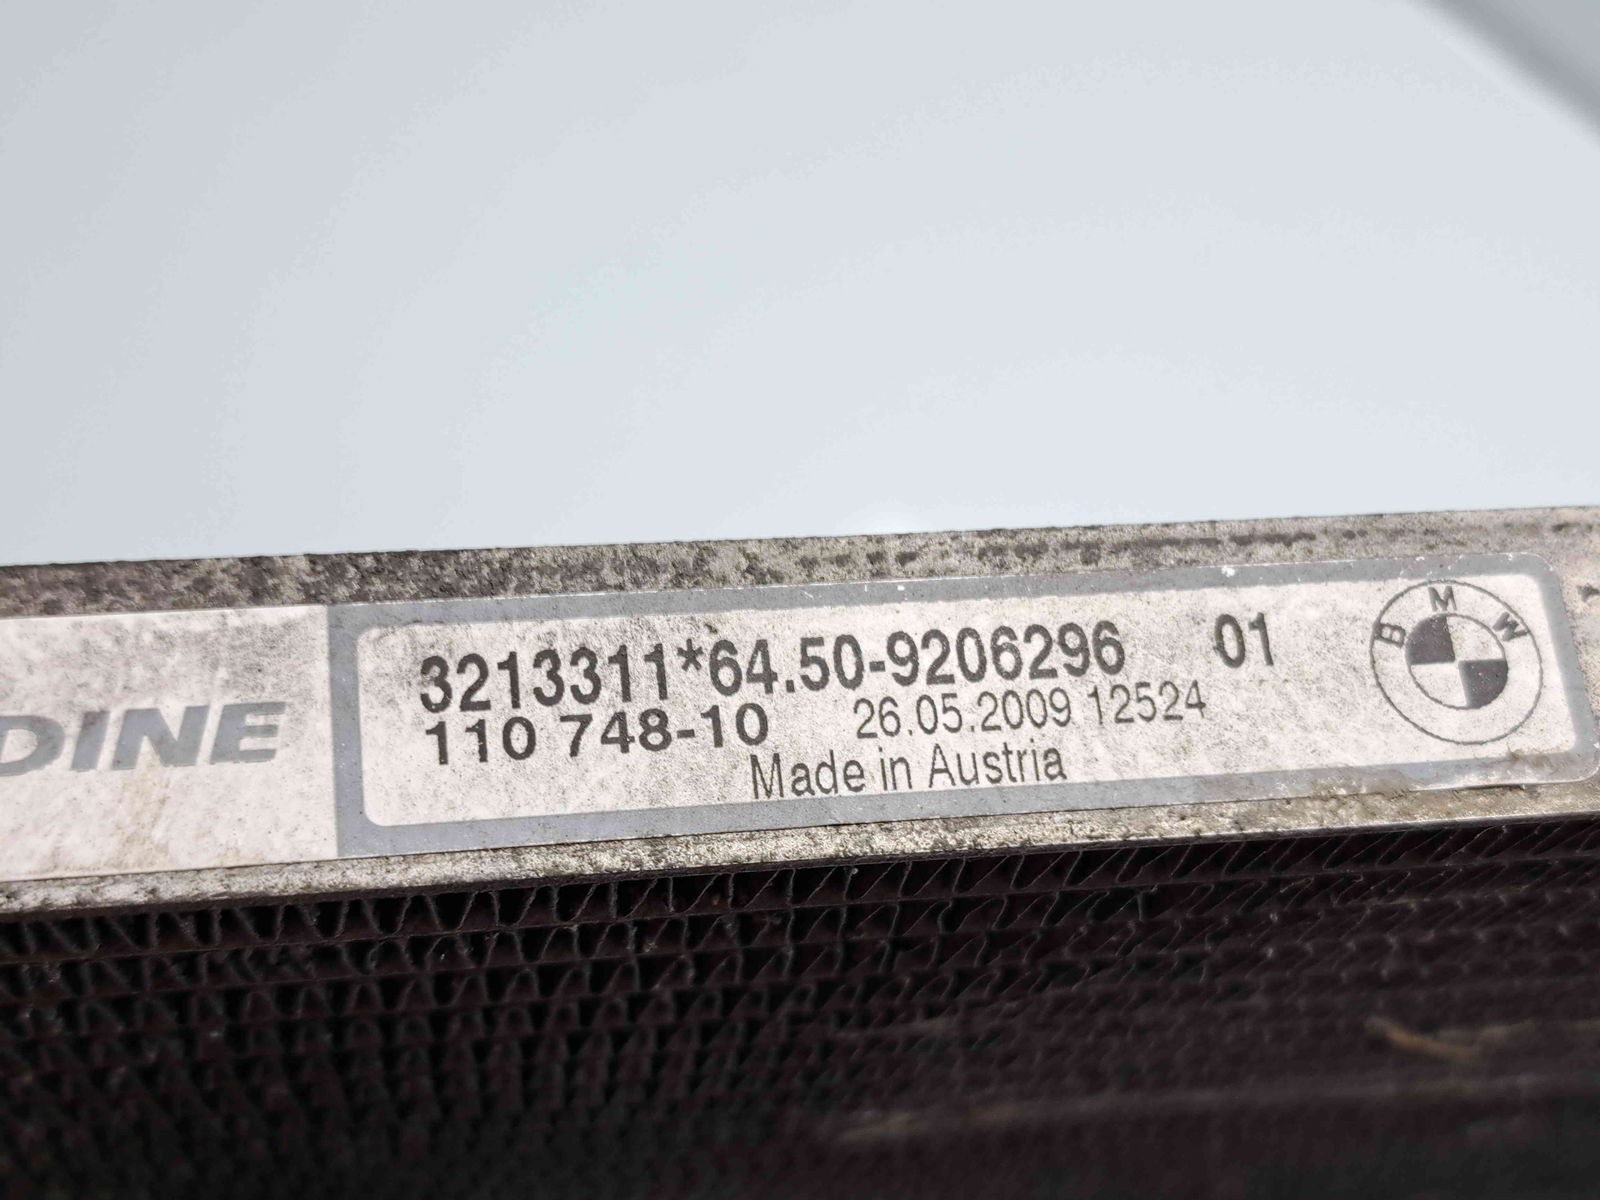 DINE
3213311*64.50-9206296 01
110 748-10 26.05.2009 12524
Made in Austria
BMW